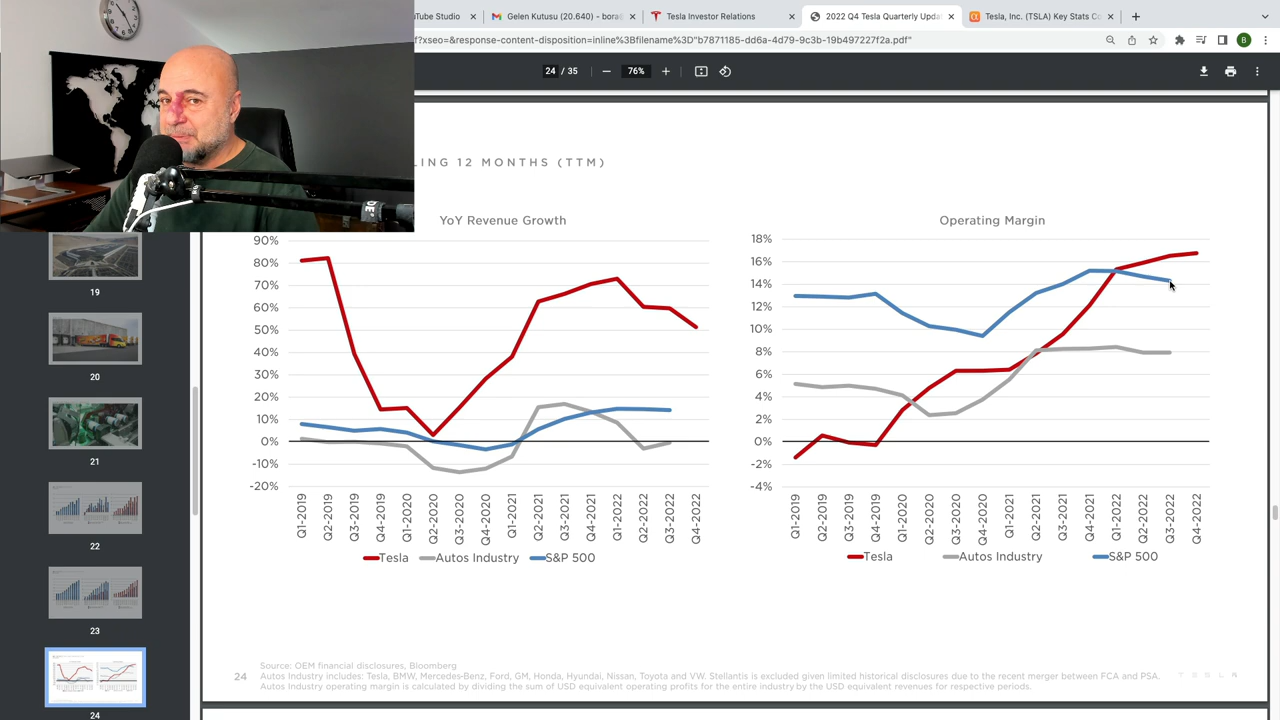 uTube Studio
Gelen Kutusu (20.640) - bora
Tesla Investor Relations
2022 Q4 Tesla Quarterly Upda
Tesla, Inc. (TSLA) Key Stats Co
f?xseo=&response-content-disposition=inline%3Bfilename%3D"b7871185-dd6a-4d79-9c3b-19b497227f2a.pdf"
B
24 / 35
76%
LING 12 MONTHS (TTM)
YoY Revenue Growth
90%
80%
70%
60%
50%
40%
30%
20%
10%
0%
-10%
-20%
Q1-2019
Q2-2019
Q3-2019
Q4-2019
Q1-2020
Q2-2020
Q3-2020
Q4-2020
Q1-2021
Q2-2021
Q3-2021
Q4-2021
Q1-2022
Q2-2022
Q3-2022
Q4-2022
Tesla Autos Industry S&P 500
Operating Margin
18%
16%
14%
12%
10%
8%
6%
4%
2%
0%
-2%
-4%
Q1-2019
Q2-2019
Q3-2019
Q4-2019
Q1-2020
Q2-2020
Q3-2020
Q4-2020
Q1-2021
Q2-2021
Q3-2021
Q4-2021
Q1-2022
Q2-2022
Q3-2022
Q4-2022
Tesla Autos Industry S&P 500
Source: OEM financial disclosures, Bloomberg
24
Autos Industry includes: Tesla, BMW, Mercedes-Benz, Ford, GM, Honda, Hyundai, Nissan, Toyota and VW. Stellantis is excluded given limited historical disclosures due to the recent merger between FCA and PSA.
Autos Industry operating margin is calculated by dividing the sum of USD equivalent operating profits for the entire industry by the USD equivalent revenues for respective periods.
TESLA
19
20
21
22
23
24